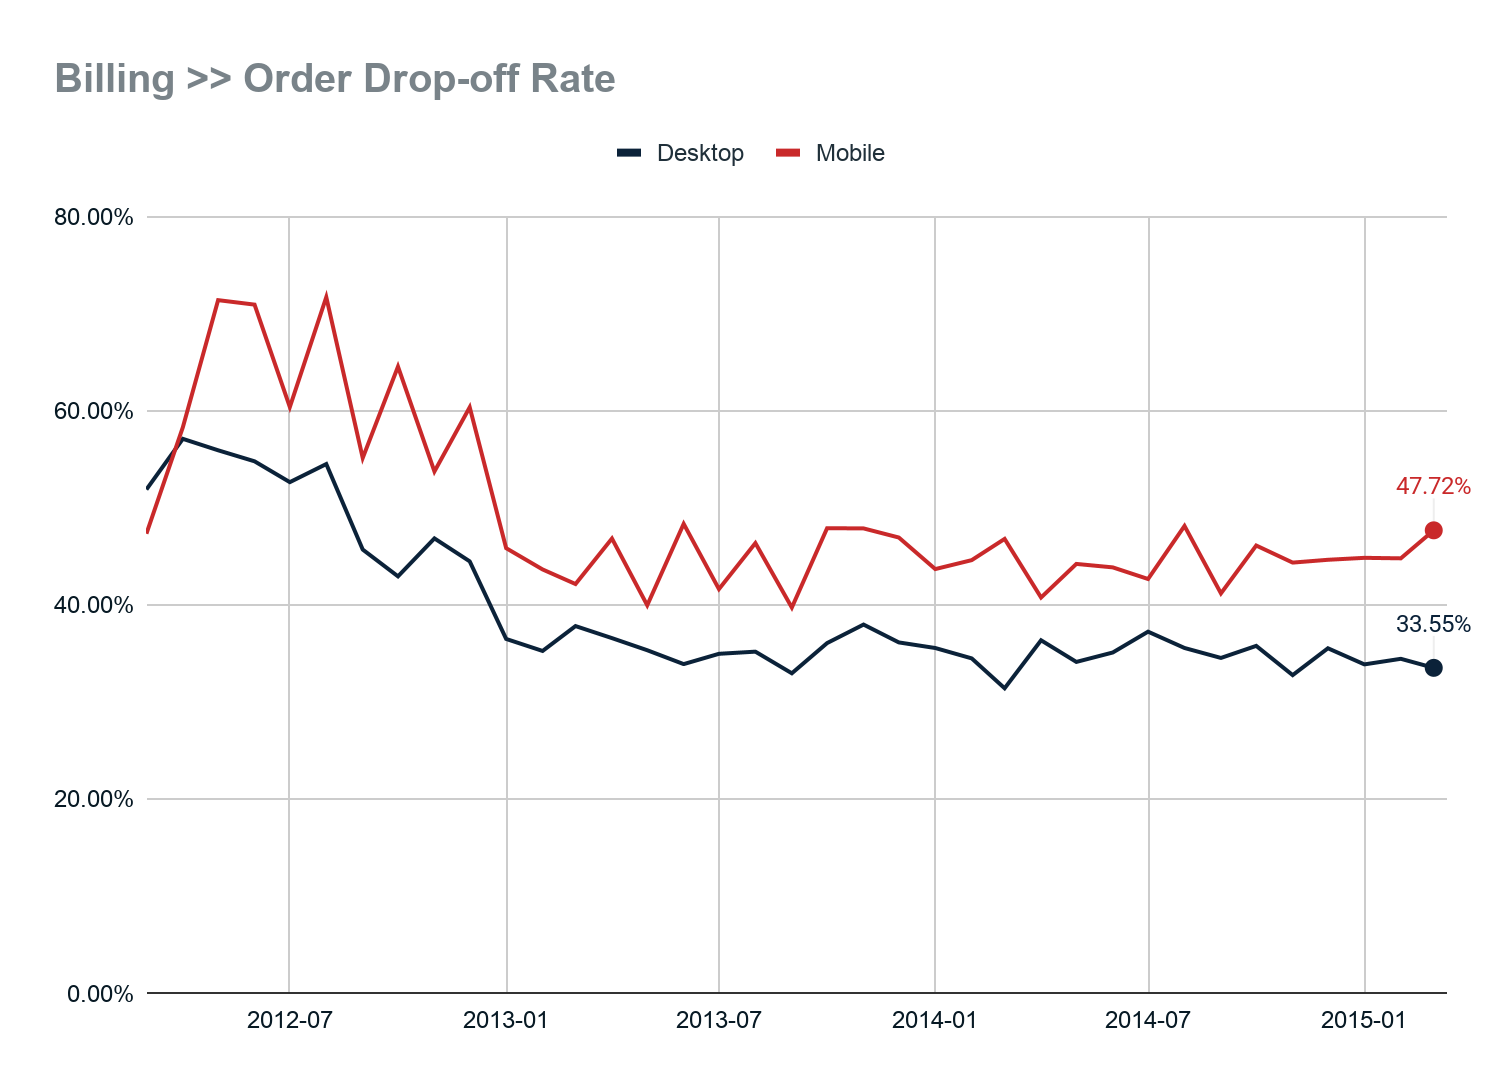 Billing >> Order Drop-off Rate
Desktop Mobile
80.00%
60.00%
47.72%
40.00%
33.55%
20.00%
0.00%
2012-07 2013-01 2013-07 2014-01 2014-07 2015-01